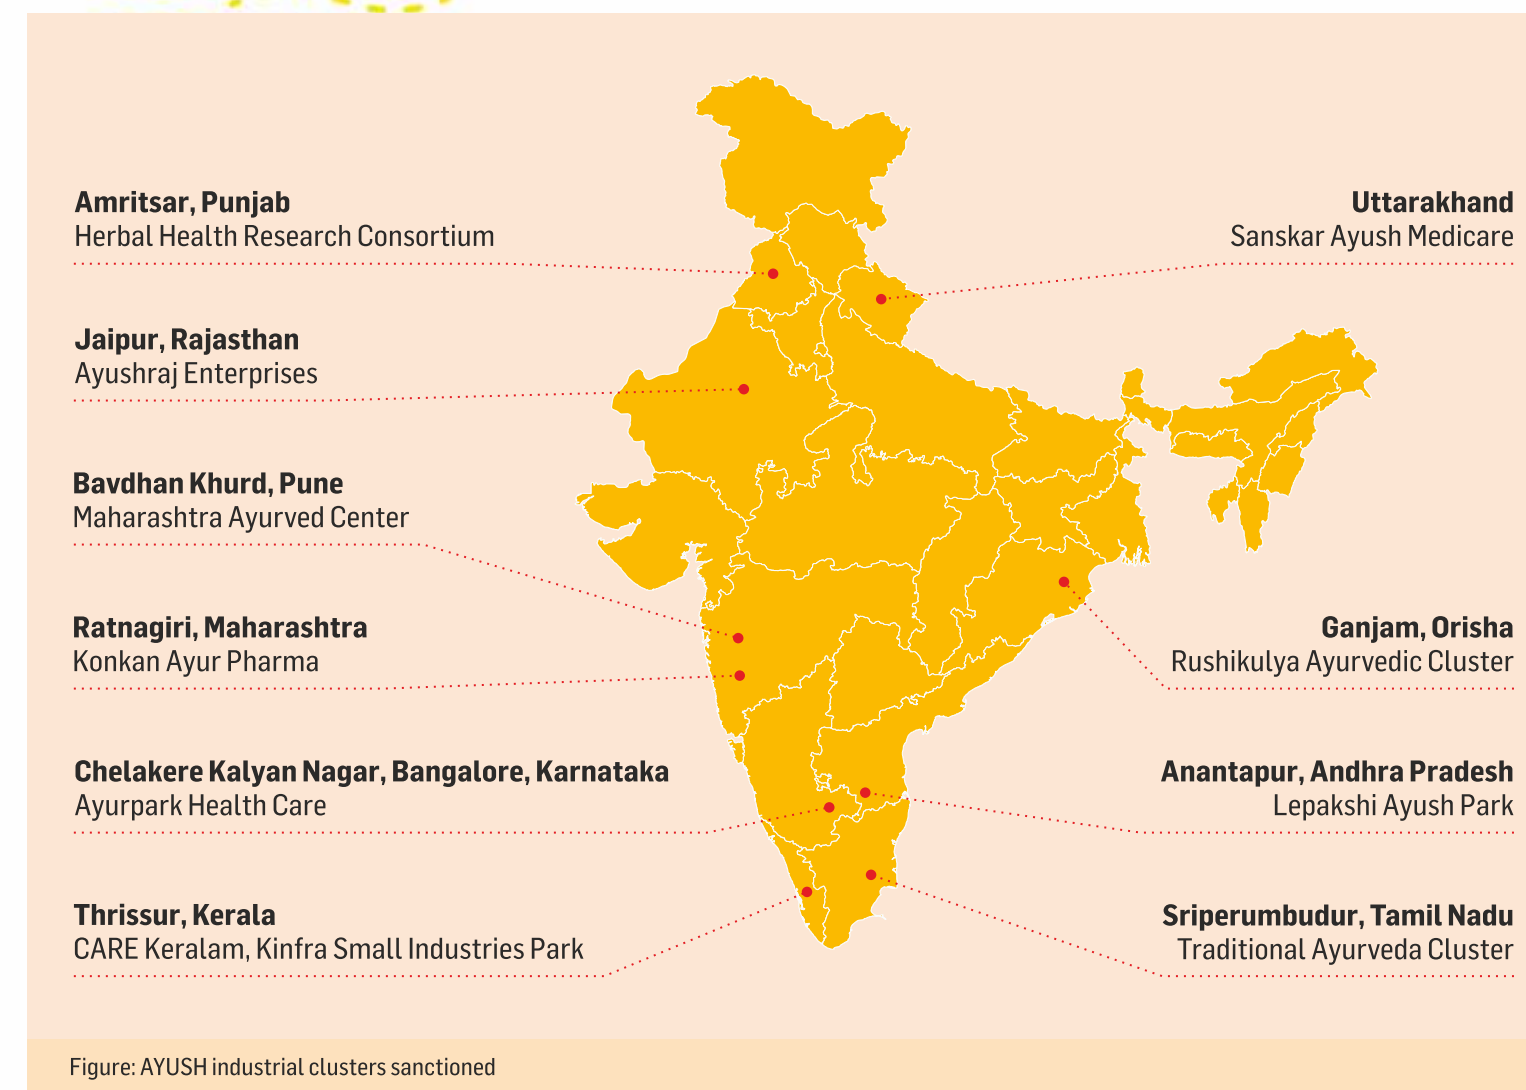 Amritsar, Punjab
Herbal Health Research Consortium
Jaipur, Rajasthan
Ayushraj Enterprises
Bavdhan Khurd, Pune
Maharashtra Ayurved Center
Ratnagiri, Maharashtra
Konkan Ayur Pharma
Chelakere Kalyan Nagar, Bangalore, Karnataka
Ayurpark Health Care
Thrissur, Kerala
CARE Keralam, Kinfra Small Industries Park
Uttarakhand
Sanskar Ayush Medicare
Ganjam, Orisha
Rushikulya Ayurvedic Cluster
Anantapur, Andhra Pradesh
Lepakshi Ayush Park
Sriperumbudur, Tamil Nadu
Traditional Ayurveda Cluster
Figure: AYUSH industrial clusters sanctioned